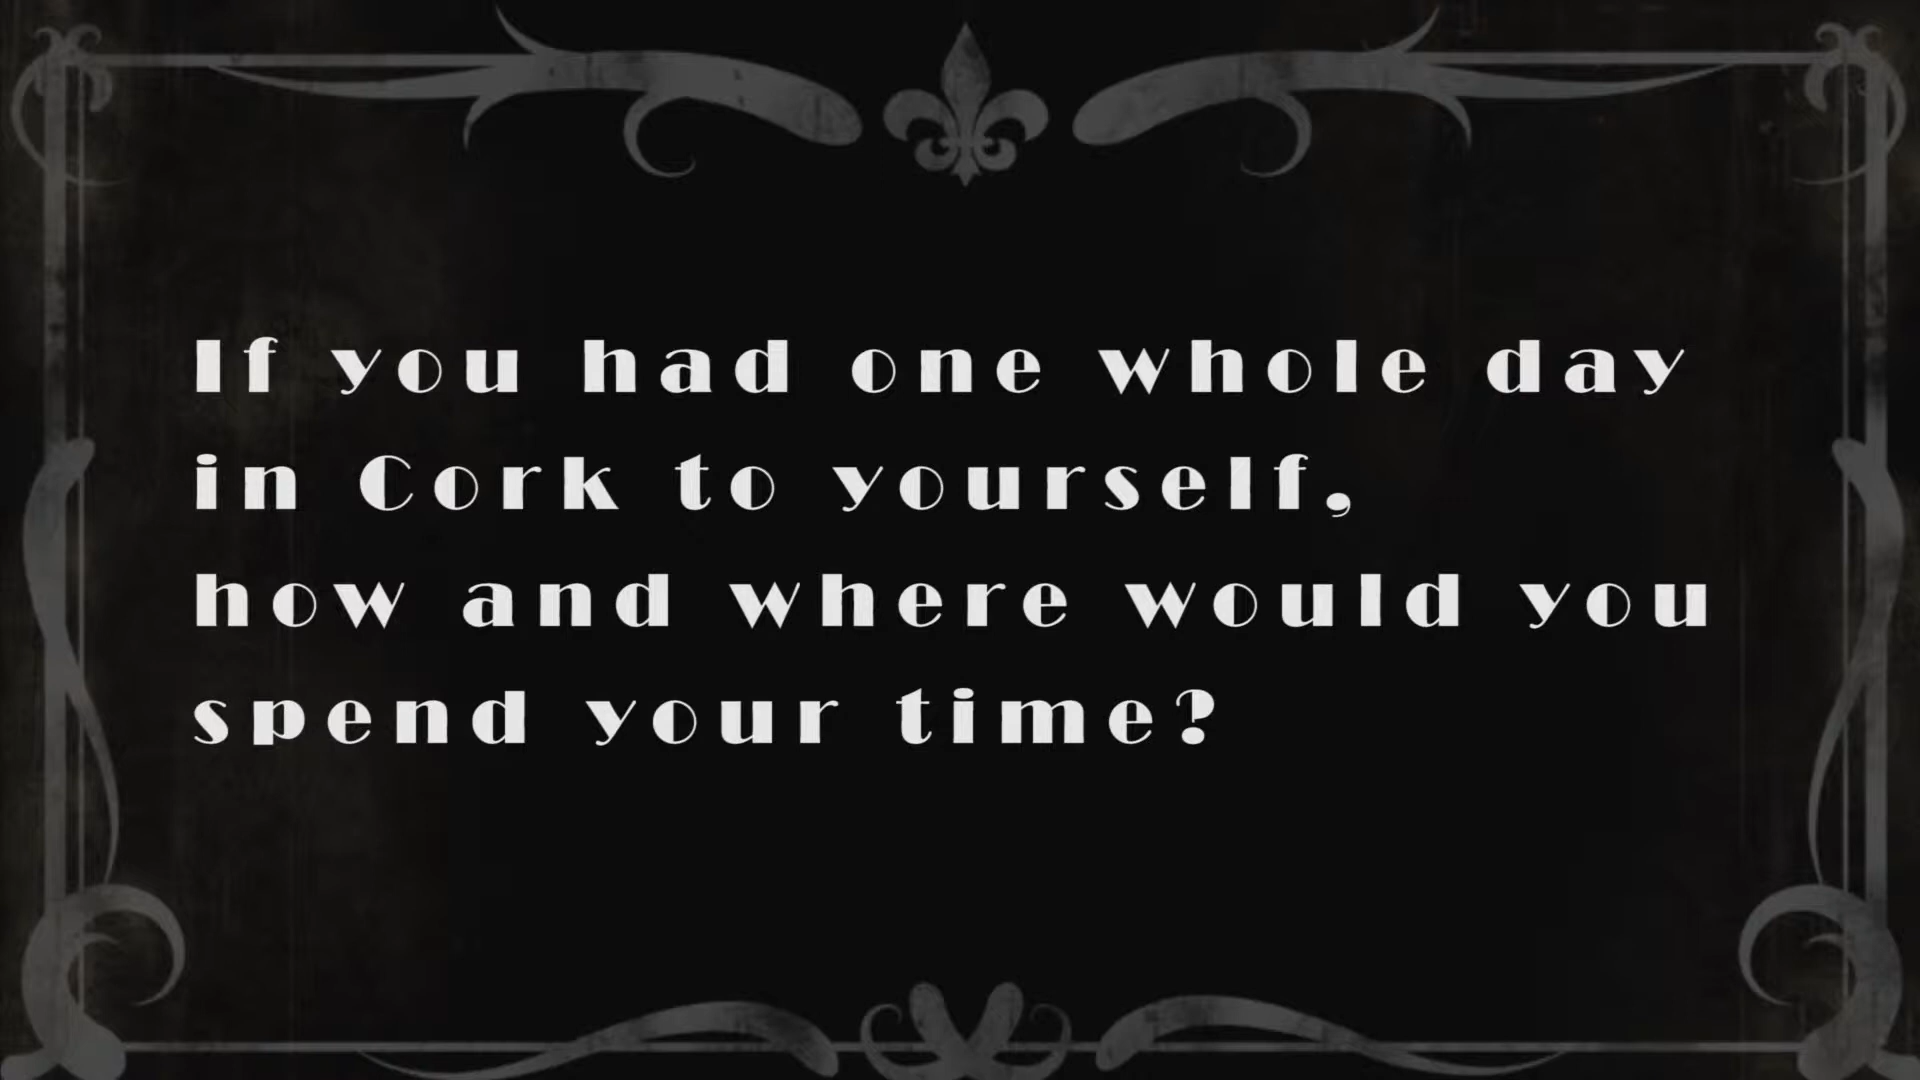 If you had one whole day
in Cork to yourself,
how and where would you
spend your time?